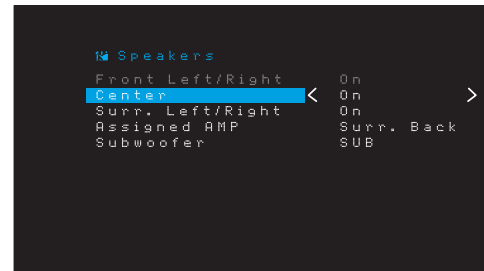 Speakers
Front Left/Right On
Center < On >
Surr. Left/Right On
Assigned AMP Surr. Back
Subwoofer SUB